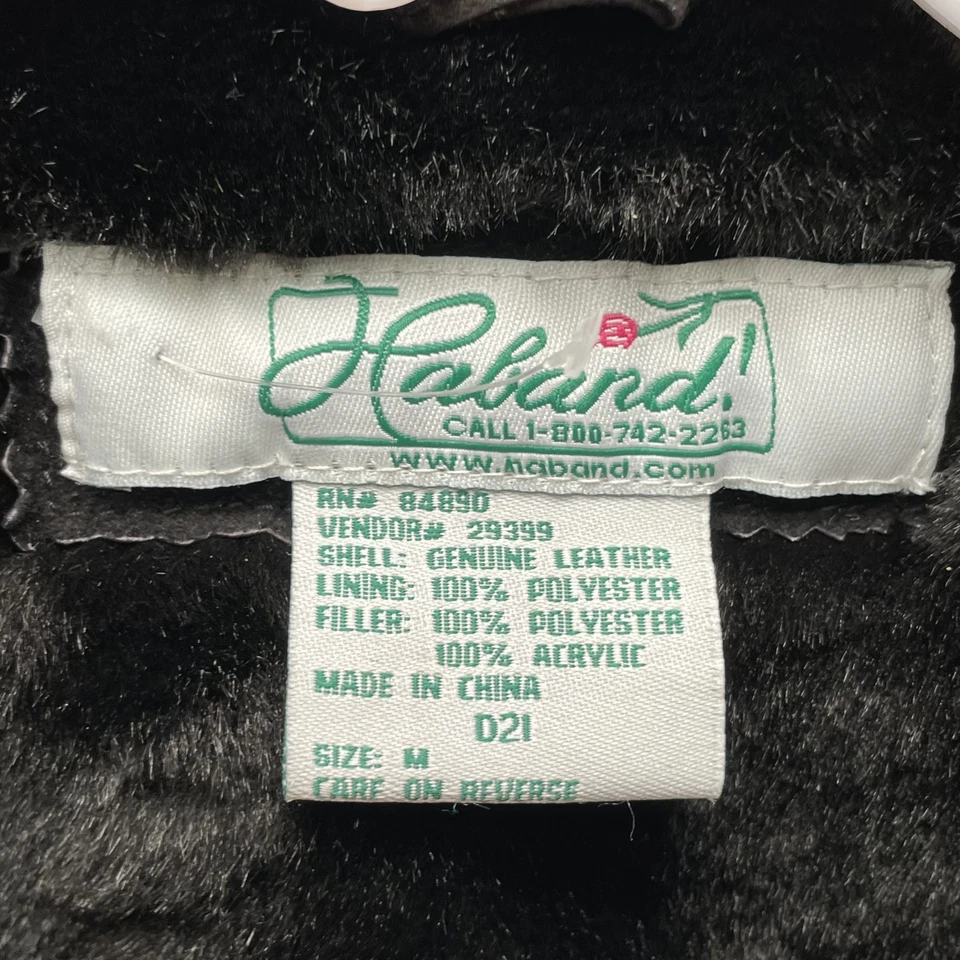 Haband!
CALL 1-800-742-2263
www.haband.com
RN# 84890
VENDOR# 29399
SHELL: GENUINE LEATHER
LINING: 100% POLYESTER
FILLER: 100% POLYESTER
100% ACRYLIC
MADE IN CHINA
D21
SIZE: M
CARE ON REVERSE